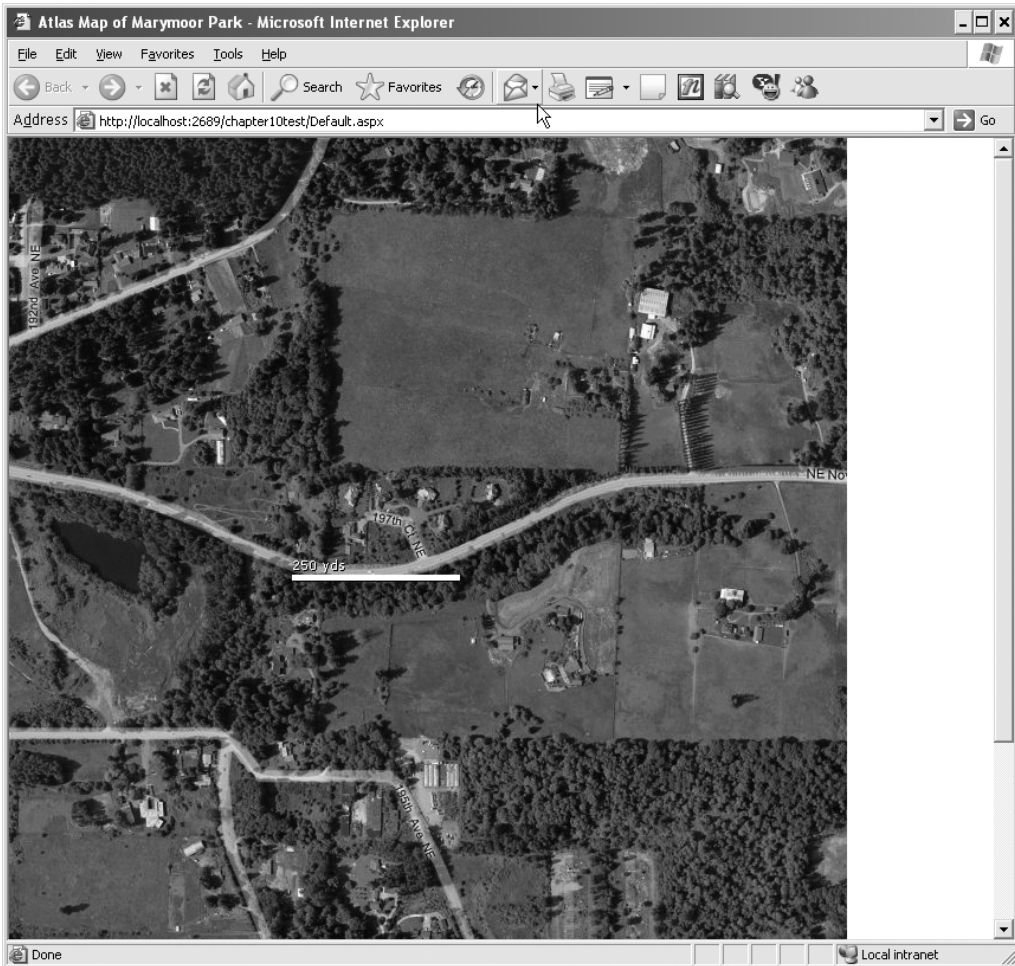 Atlas Map of Marymoor Park - Microsoft Internet Explorer
File Edit View Favorites Tools Help
Back Search Favorites
Address http://localhost:2689/chapter10test/Default.aspx Go
192nd Ave NE
NE Nov
197th Ct NE
250 yds
195th Ave NE
Done Local intranet